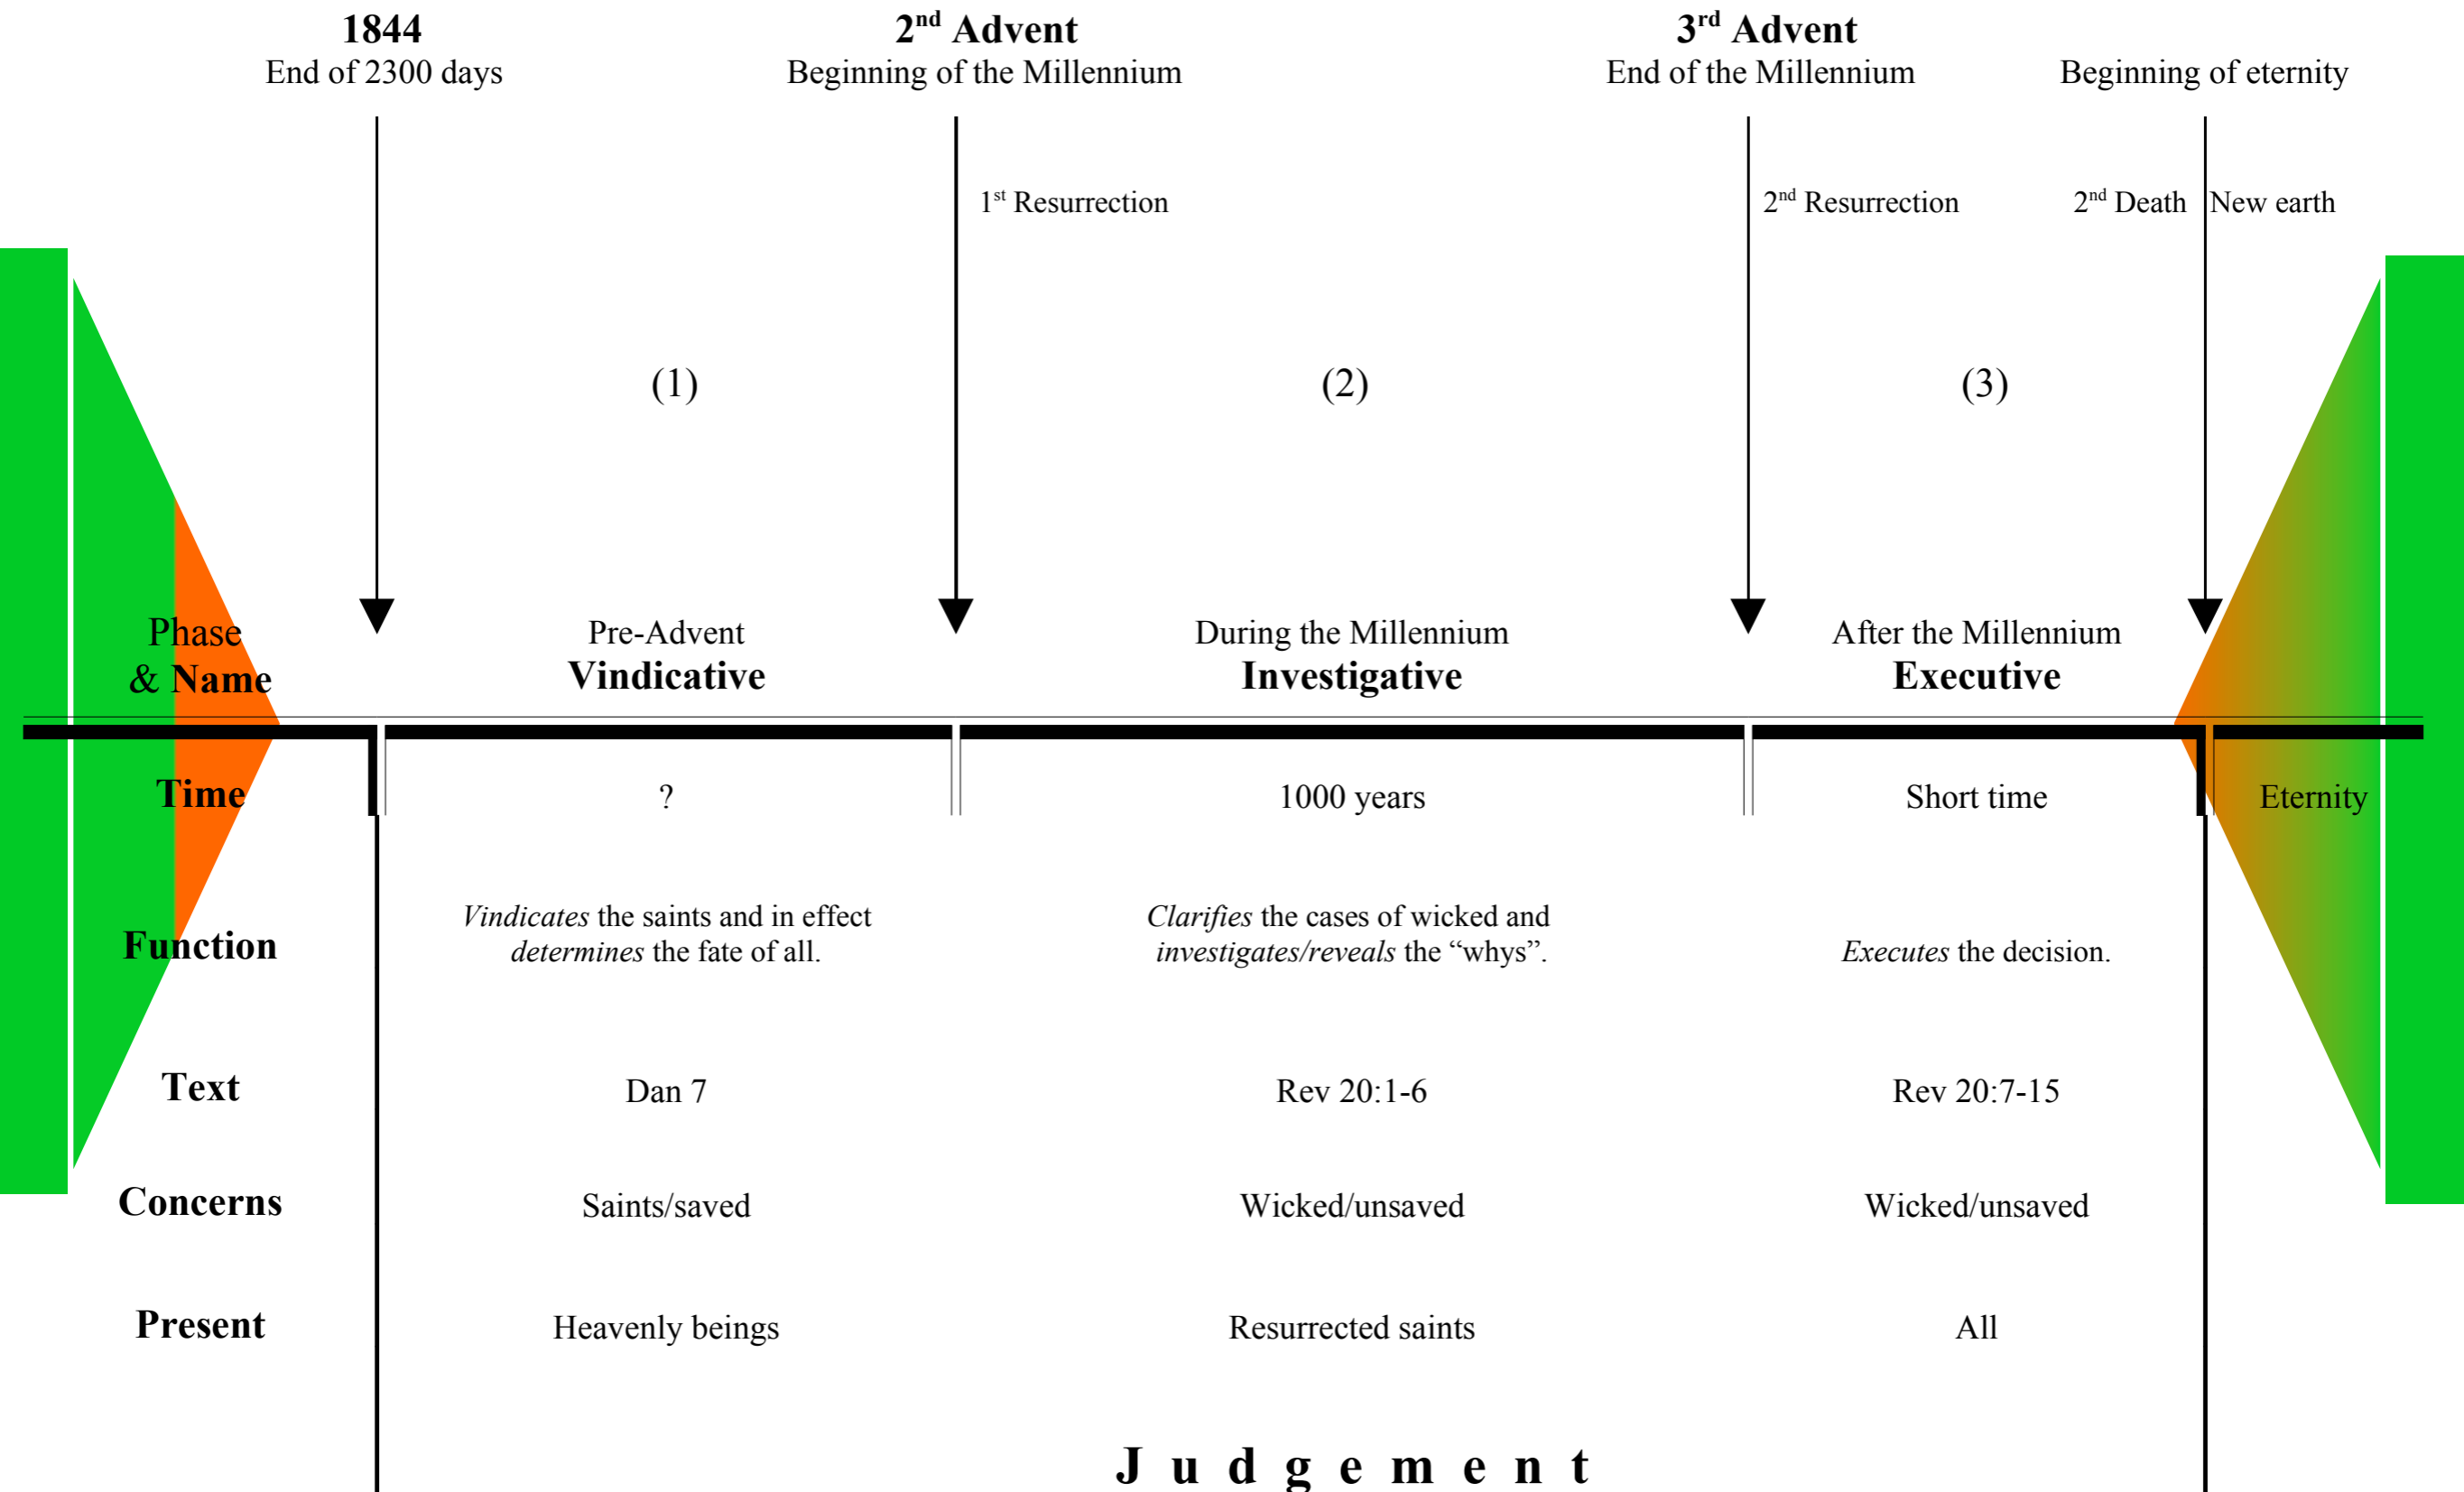 1844
End of 2300 days
2nd Advent
Beginning of the Millennium
3rd Advent
End of the Millennium
Beginning of eternity
1st Resurrection
2nd Resurrection
2nd Death
New earth
(1)
(2)
(3)
Phase
& Name
Pre-Advent
Vindicative
During the Millennium
Investigative
After the Millennium
Executive
Time
?
1000 years
Short time
Eternity
Function
Vindicates the saints and in effect
determines the fate of all.
Clarifies the cases of wicked and
investigates/reveals the “whys”.
Executes the decision.
Text
Dan 7
Rev 20:1-6
Rev 20:7-15
Concerns
Saints/saved
Wicked/unsaved
Wicked/unsaved
Present
Heavenly beings
Resurrected saints
All
Judgement